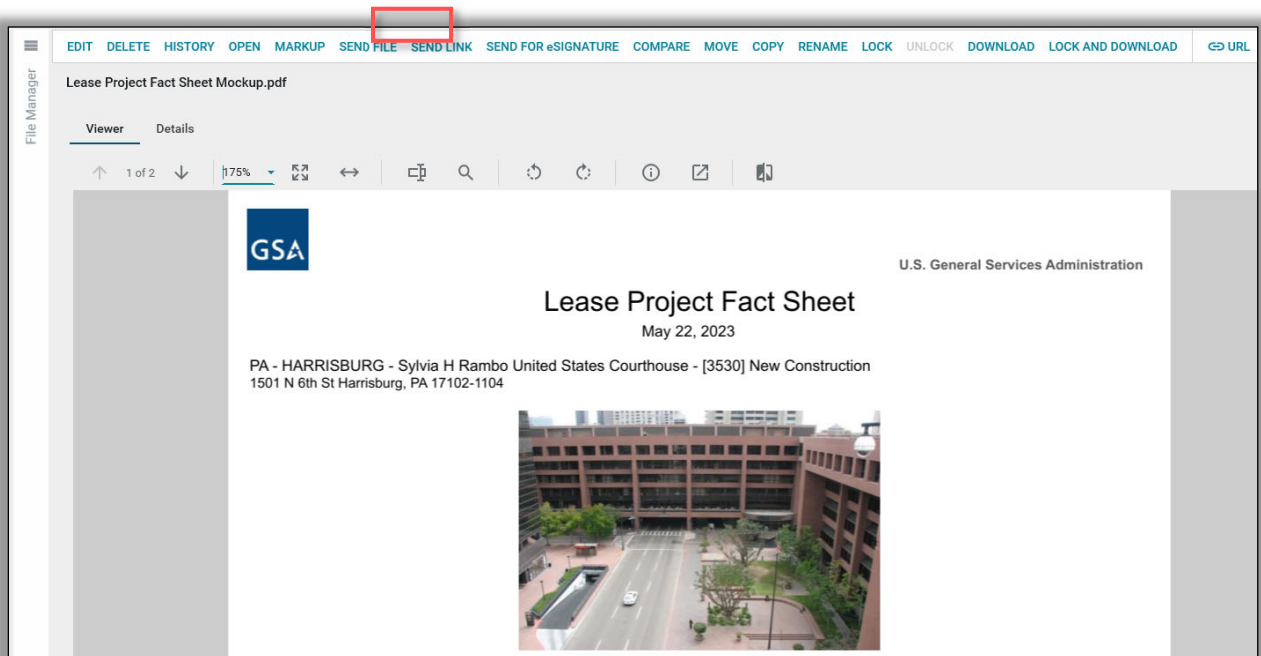 EDIT DELETE HISTORY OPEN MARKUP SEND FILE SEND LINK SEND FOR eSIGNATURE COMPARE MOVE COPY RENAME LOCK UNLOCK DOWNLOAD LOCK AND DOWNLOAD URL
File Manager
Lease Project Fact Sheet Mockup.pdf
Viewer Details
1 of 2 175%
GSA
U.S. General Services Administration
Lease Project Fact Sheet
May 22, 2023
PA - HARRISBURG - Sylvia H Rambo United States Courthouse - [3530] New Construction
1501 N 6th St Harrisburg, PA 17102-1104